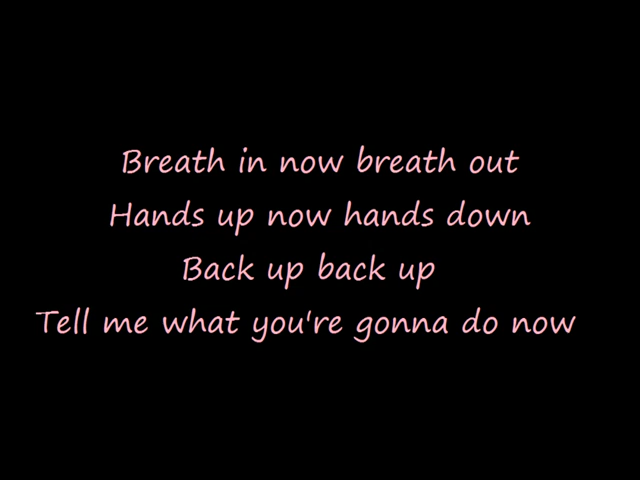 Breath in now breath out
Hands up now hands down
Back up back up
Tell me what you're gonna do now